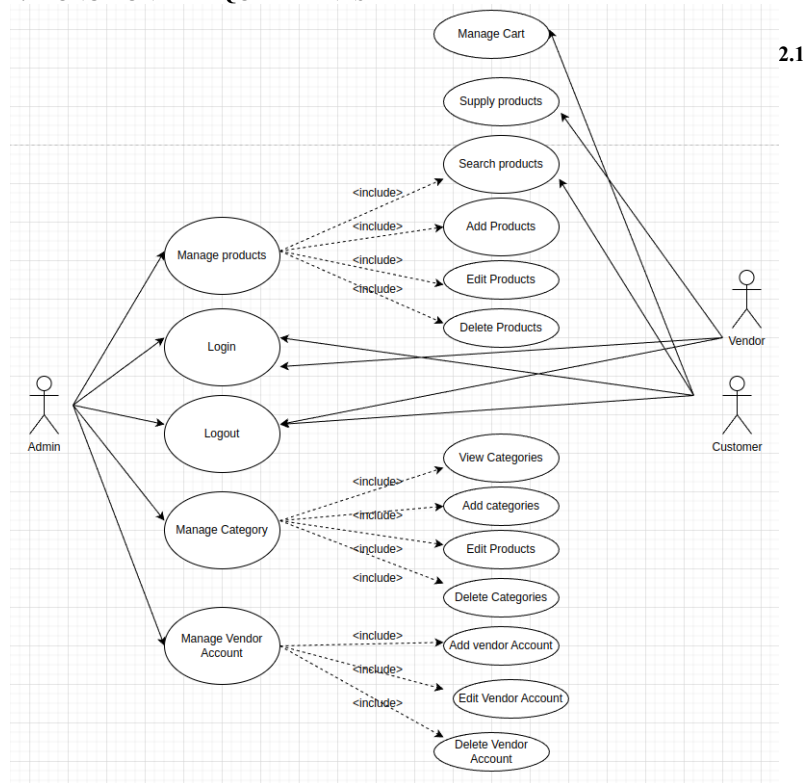 Manage Cart
2.1
Supply products
Search products
<include>
Add Products
<include>
Manage products
<include>
Edit Products
<include>
Delete Products
Vendor
Login
Admin
Logout
Customer
View Categories
<include>
Add categories
<include>
Manage Category
Edit Products
<include>
<include>
Delete Categories
Manage Vendor
Account
<include>
Add vendor Account
<include>
Edit Vendor Account
<include>
Delete Vendor
Account